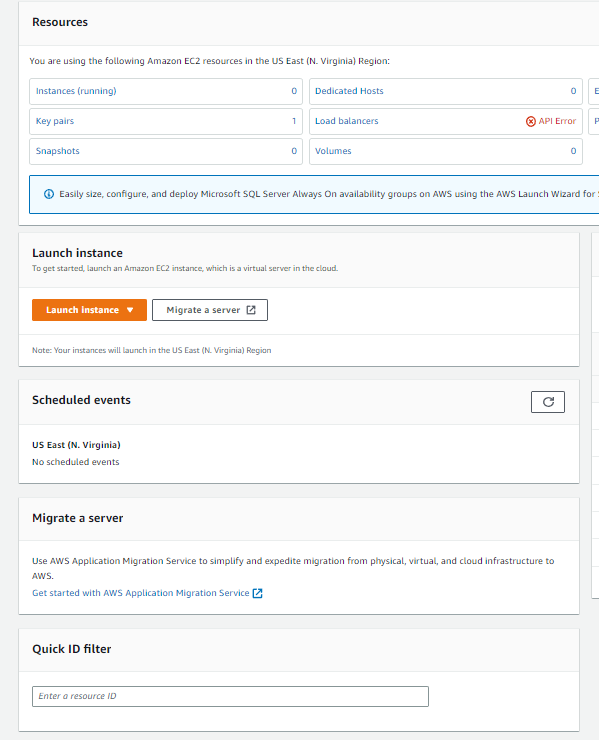 Resources
You are using the following Amazon EC2 resources in the US East (N. Virginia) Region:
Instances (running) 0 Dedicated Hosts 0 E
Key pairs 1 Load balancers API Error P
Snapshots 0 Volumes 0
Easily size, configure, and deploy Microsoft SQL Server Always On availability groups on AWS using the AWS Launch Wizard for S
Launch instance
To get started, launch an Amazon EC2 instance, which is a virtual server in the cloud.
Launch instance Migrate a server
Note: Your instances will launch in the US East (N. Virginia) Region
Scheduled events
US East (N. Virginia)
No scheduled events
Migrate a server
Use AWS Application Migration Service to simplify and expedite migration from physical, virtual, and cloud infrastructure to
AWS.
Get started with AWS Application Migration Service
Quick ID filter
Enter a resource ID